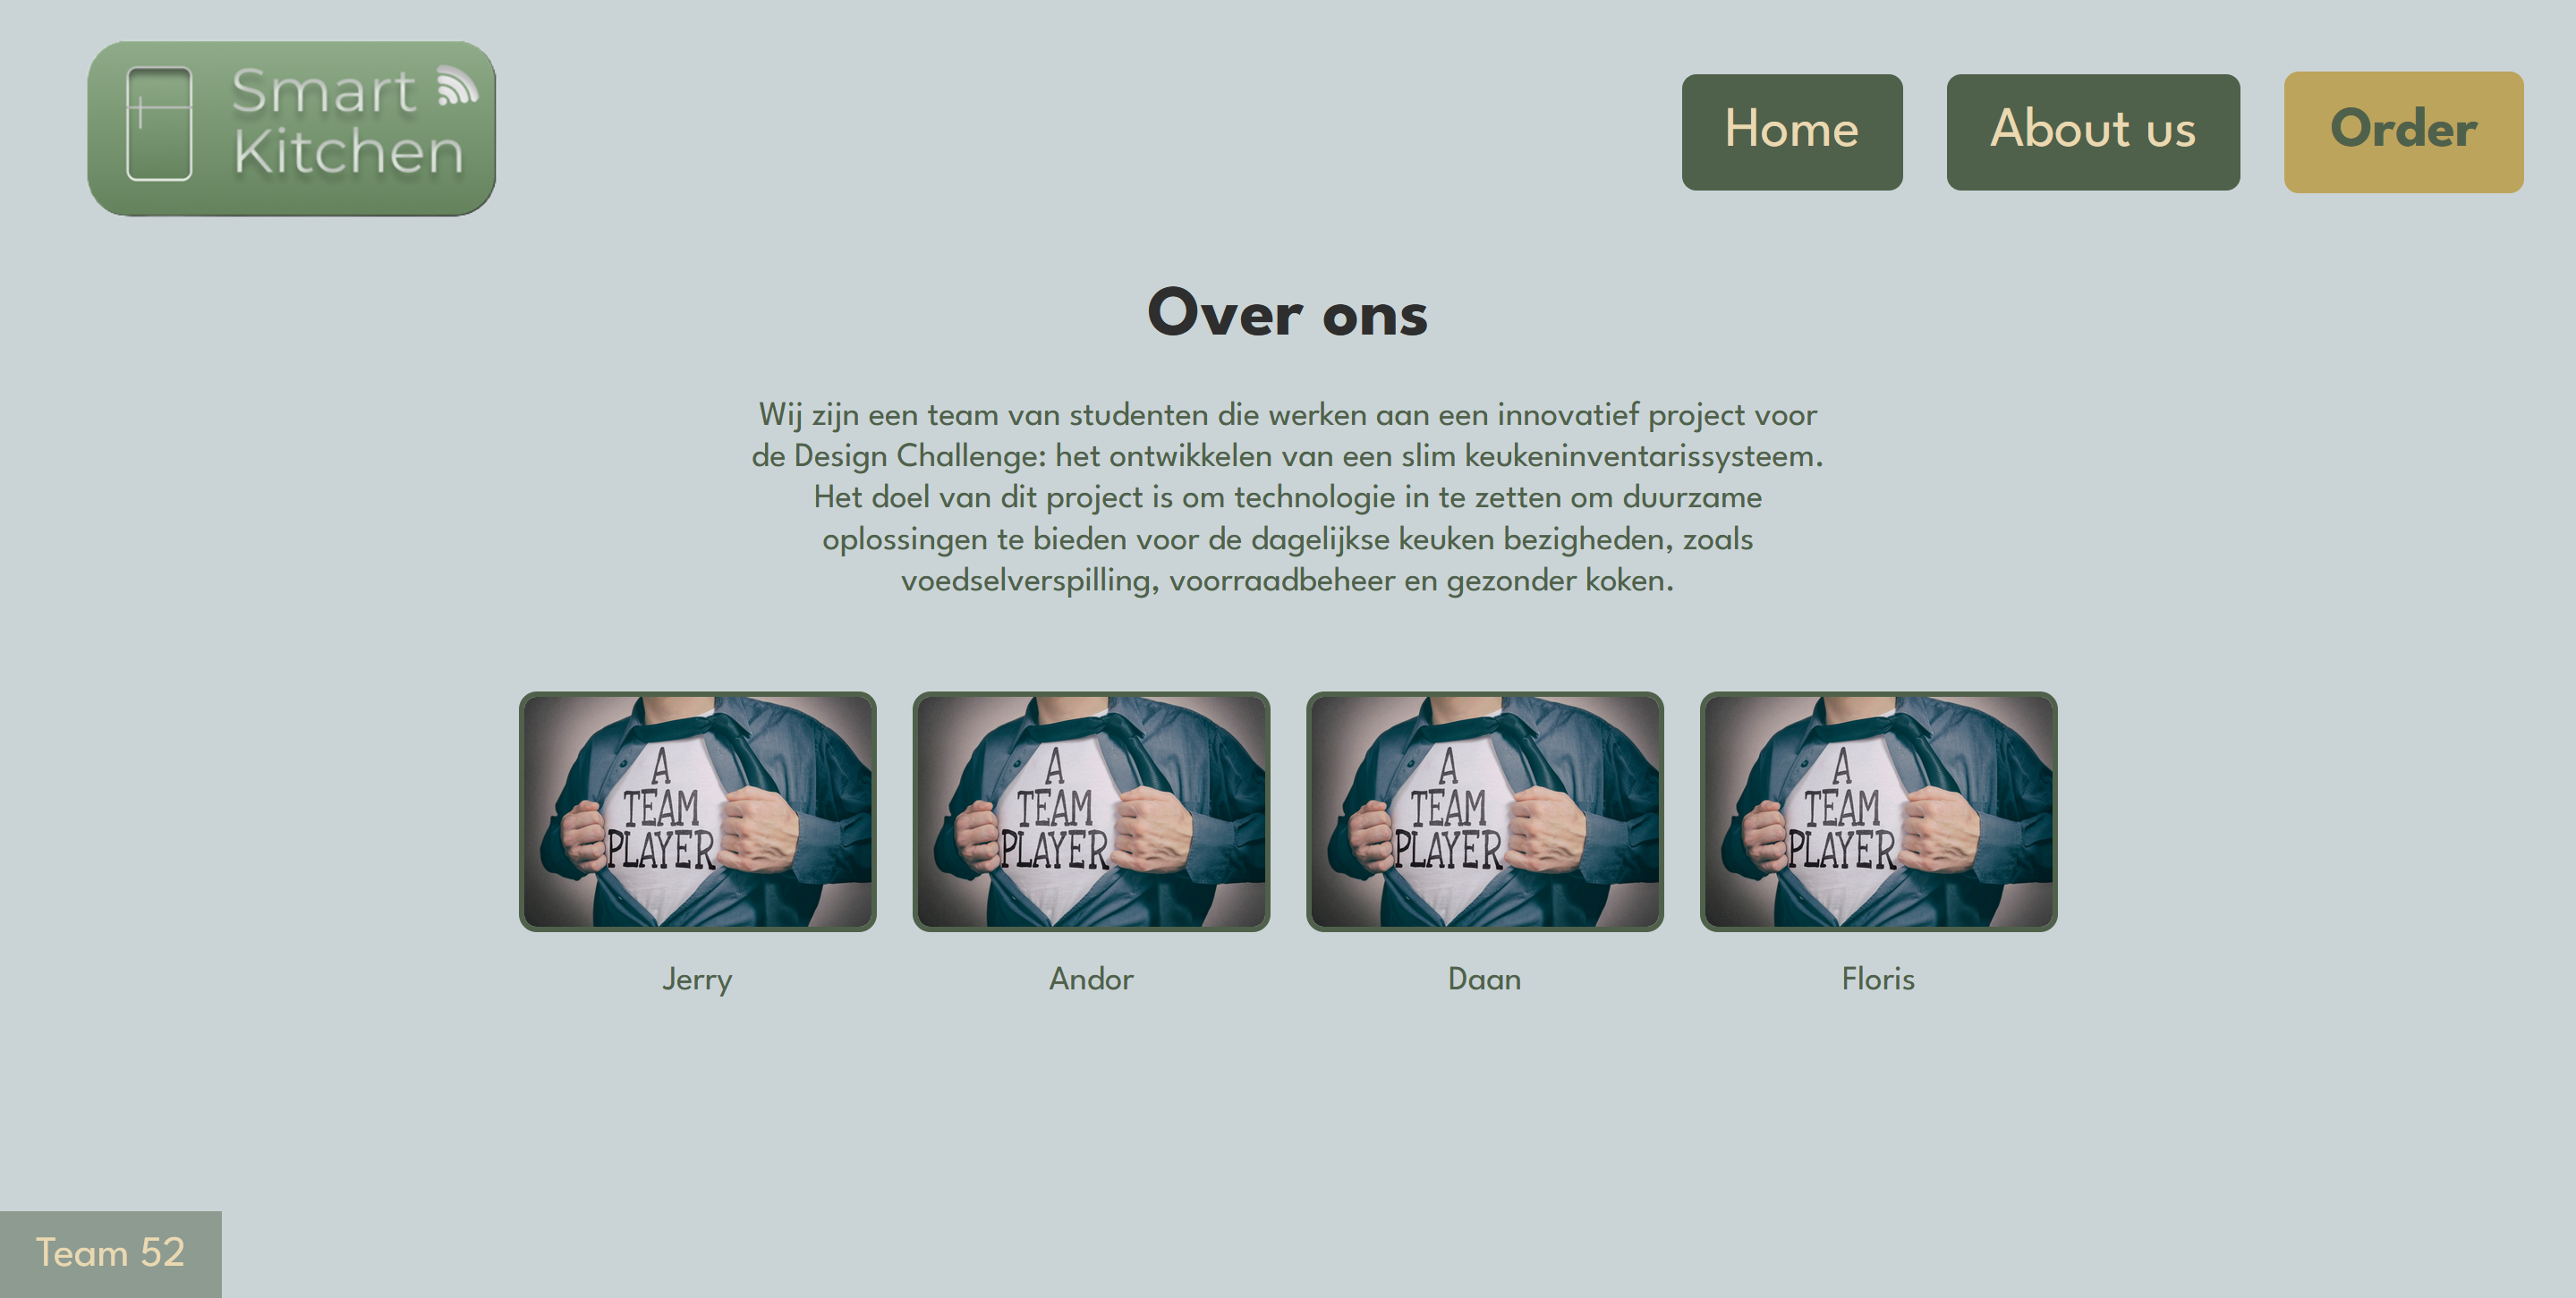 Smart
Kitchen
Home
About us
Order
Over ons
Wij zijn een team van studenten die werken aan een innovatief project voor
de Design Challenge: het ontwikkelen van een slim keukeninventarissysteem.
Het doel van dit project is om technologie in te zetten om duurzame
oplossingen te bieden voor de dagelijkse keuken bezigheden, zoals
voedselverspilling, voorraadbeheer en gezonder koken.
A
TEAM
PLAYER
A
TEAM
PLAYER
A
TEAM
PLAYER
A
TEAM
PLAYER
Jerry
Andor
Daan
Floris
Team 52